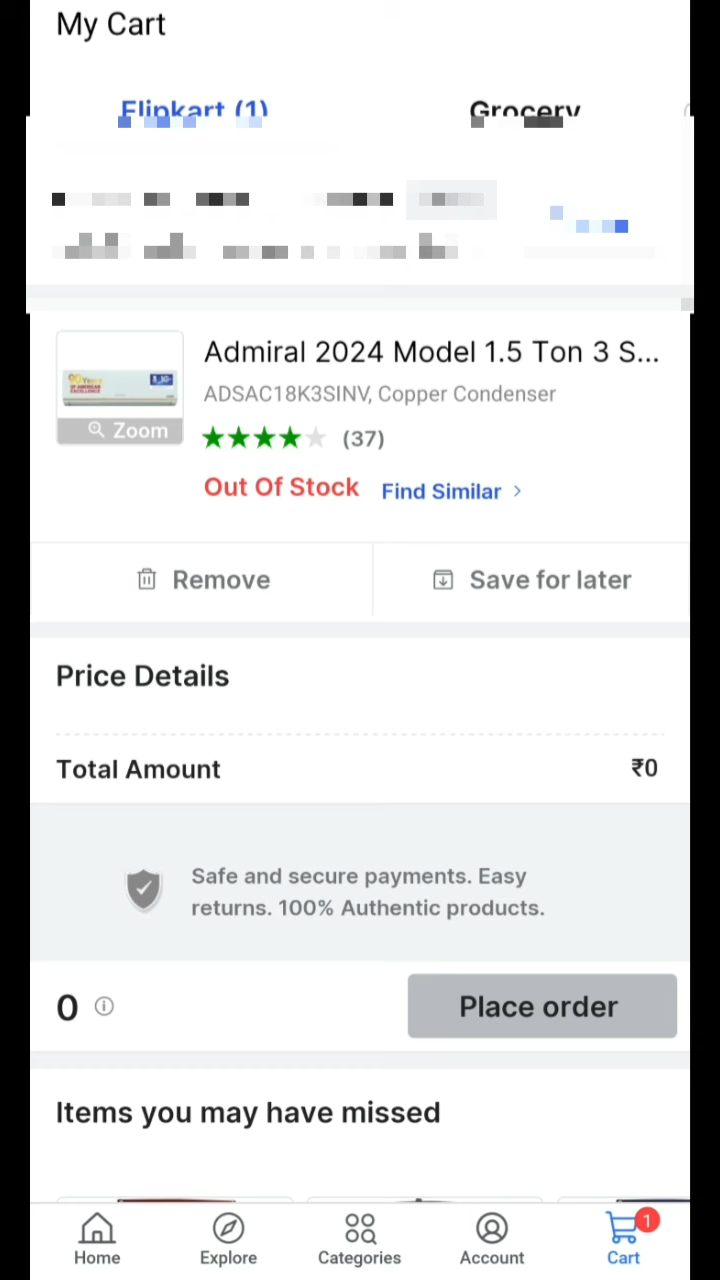 My Cart
Flipkart (1)
Grocery
Admiral 2024 Model 1.5 Ton 3 S...
ADSAC18K3SINV, Copper Condenser
(37)
Zoom
Out Of Stock
Find Similar
Remove
Save for later
Price Details
Total Amount
₹0
Safe and secure payments. Easy
returns. 100% Authentic products.
0
Place order
Items you may have missed
Home
Explore
Categories
Account
Cart
1